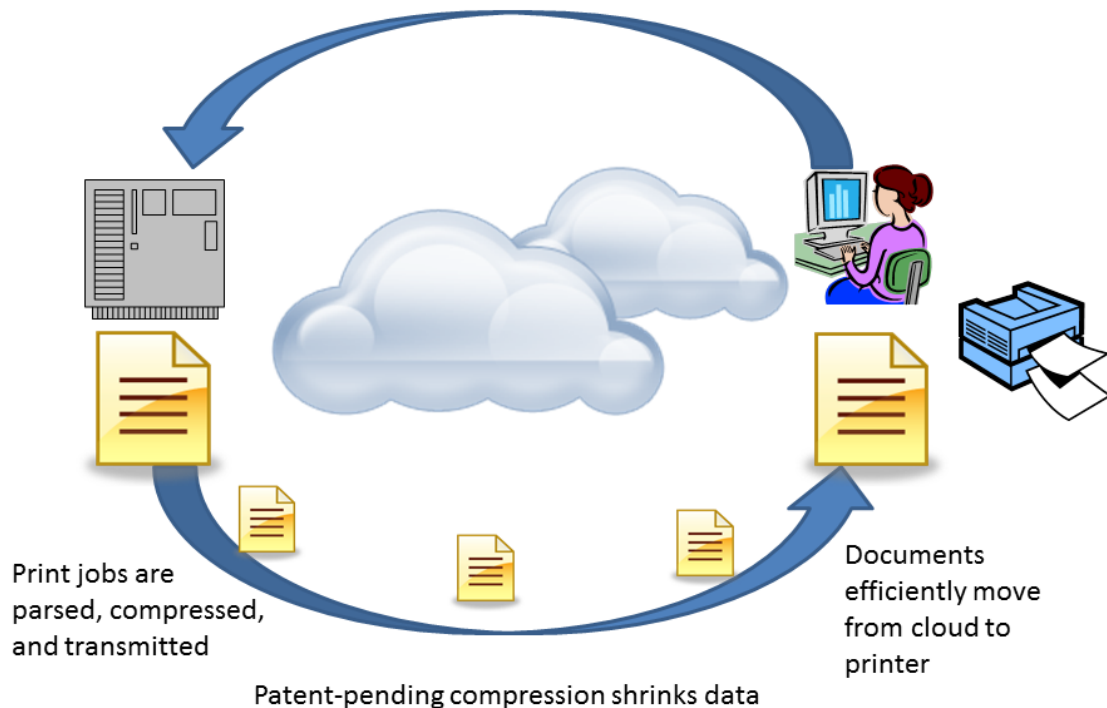 Print jobs are
parsed, compressed,
and transmitted
Documents
efficiently move
from cloud to
printer
Patent-pending compression shrinks data